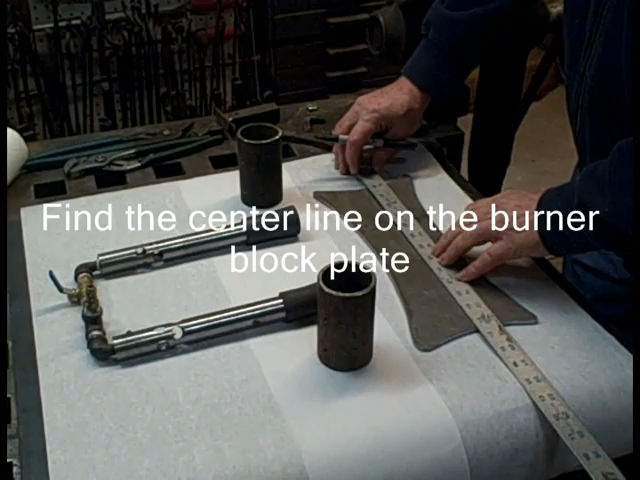 Find the center line on the burner
block plate